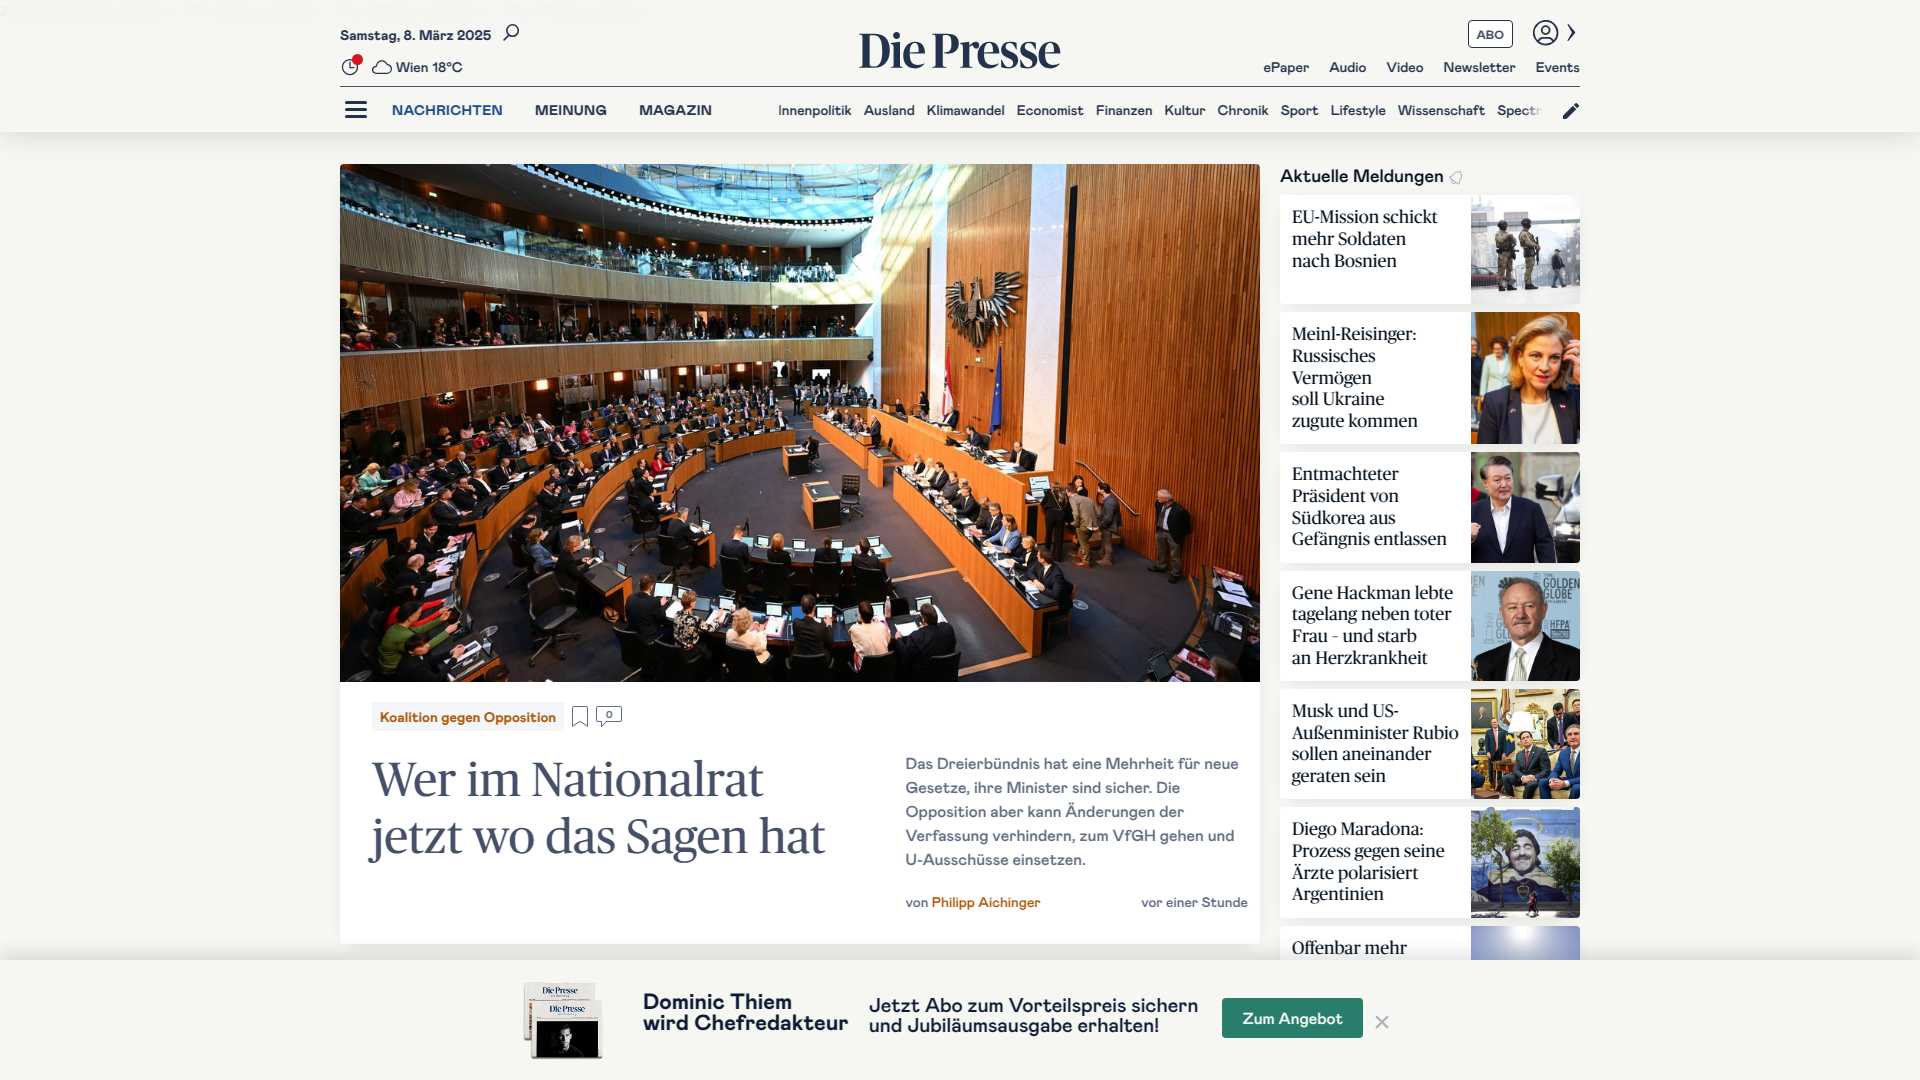 Samstag, 8. März 2025
Die Presse
ABO
Wien 18°C
ePaper Audio Video Newsletter Events
NACHRICHTEN MEINUNG MAGAZIN
Innenpolitik Ausland Klimawandel Economist Finanzen Kultur Chronik Sport Lifestyle Wissenschaft Spectr
Koalition gegen Opposition
0
Wer im Nationalrat
jetzt wo das Sagen hat
Das Dreierbündnis hat eine Mehrheit für neue
Gesetze, ihre Minister sind sicher. Die
Opposition aber kann Änderungen der
Verfassung verhindern, zum VfGH gehen und
U-Ausschüsse einsetzen.
von Philipp Aichinger
vor einer Stunde
Aktuelle Meldungen
EU-Mission schickt
mehr Soldaten
nach Bosnien
Meinl-Reisinger:
Russisches
Vermögen
soll Ukraine
zugute kommen
Entmachteter
Präsident von
Südkorea aus
Gefängnis entlassen
Gene Hackman lebte
tagelang neben toter
Frau – und starb
an Herzkrankheit
GOLDEN
GLOBE
HFPA
Musk und US-
Außenminister Rubio
sollen aneinander
geraten sein
Diego Maradona:
Prozess gegen seine
Ärzte polarisiert
Argentinien
Offenbar mehr
Die Presse
Die Presse
Dominic Thiem
wird Chefredakteur
Jetzt Abo zum Vorteilspreis sichern
und Jubiläumsausgabe erhalten!
Zum Angebot